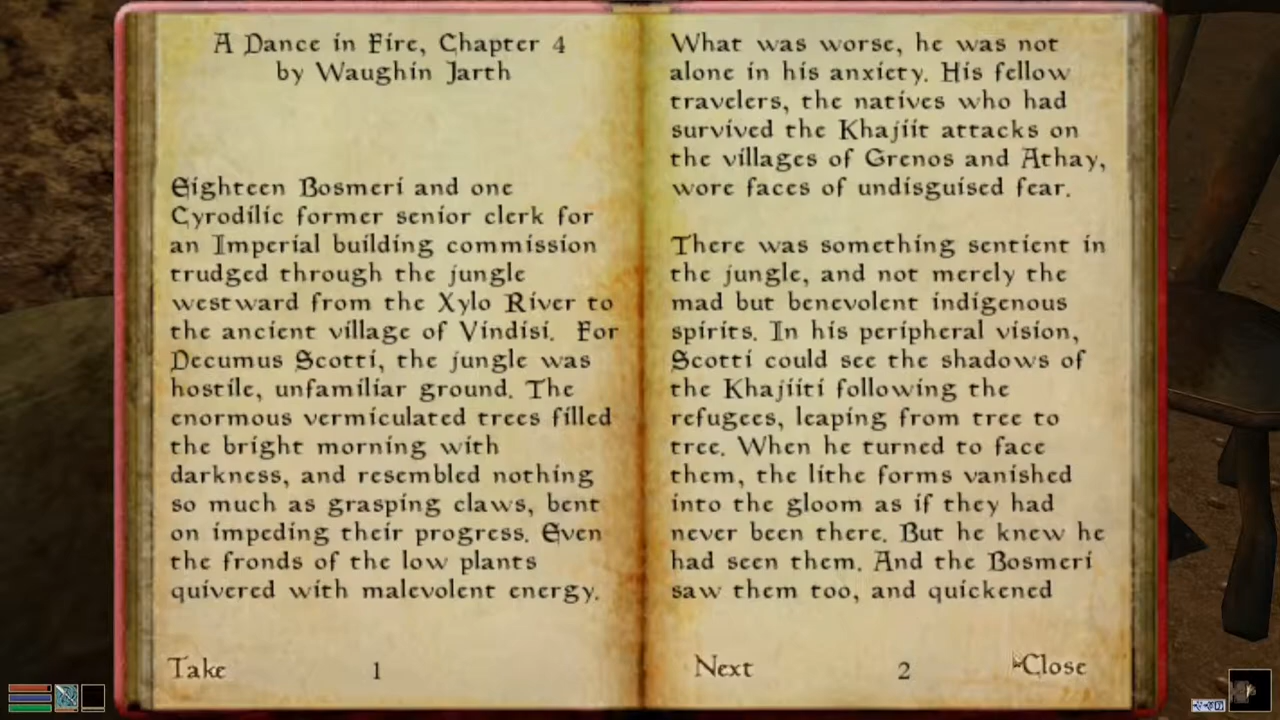 A Dance in Fire, Chapter 4
by Waughin Jarth
Eighteen Bosmeri and one
Cyrodilic former senior clerk for
an Imperial building commission
trudged through the jungle
westward from the Xylo River to
the ancient village of Vindisi. For
Decumus Scotti, the jungle was
hostile, unfamiliar ground. The
enormous vermiculated trees filled
the bright morning with
darkness, and resembled nothing
so much as grasping claws, bent
on impeding their progress. Even
the fronds of the low plants
quivered with malevolent energy.
What was worse, he was not
alone in his anxiety. His fellow
travelers, the natives who had
survived the Khajiit attacks on
the villages of Grenos and Athay,
wore faces of undisguised fear.
There was something sentient in
the jungle, and not merely the
mad but benevolent indigenous
spirits. In his peripheral vision,
Scotti could see the shadows of
the Khajiiti following the
refugees, leaping from tree to
tree. When he turned to face
them, the lithe forms vanished
into the gloom as if they had
never been there. But he knew he
had seen them. And the Bosmeri
saw them too, and quickened
Take 1 Next 2 Close